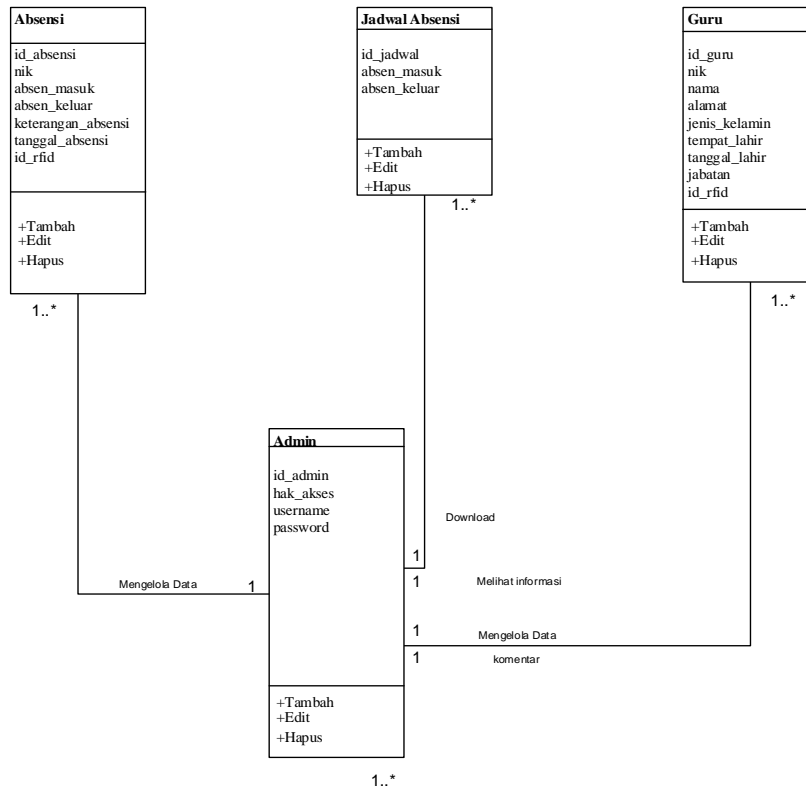 Absensi
id_absensi
nik
absen_masuk
absen_keluar
keterangan_absensi
tanggal_absensi
id_rfid
+Tambah
+Edit
+Hapus
1..*
Jadwal Absensi
id_jadwal
absen_masuk
absen_keluar
+Tambah
+Edit
+Hapus
1..*
Guru
id_guru
nik
nama
alamat
jenis_kelamin
tempat_lahir
tanggal_lahir
jabatan
id_rfid
+Tambah
+Edit
+Hapus
1..*
Admin
id_admin
hak_akses
username
password
+Tambah
+Edit
+Hapus
1..*
Mengelola Data
1
Download
1
1
Melihat informasi
1
Mengelola Data
1
komentar